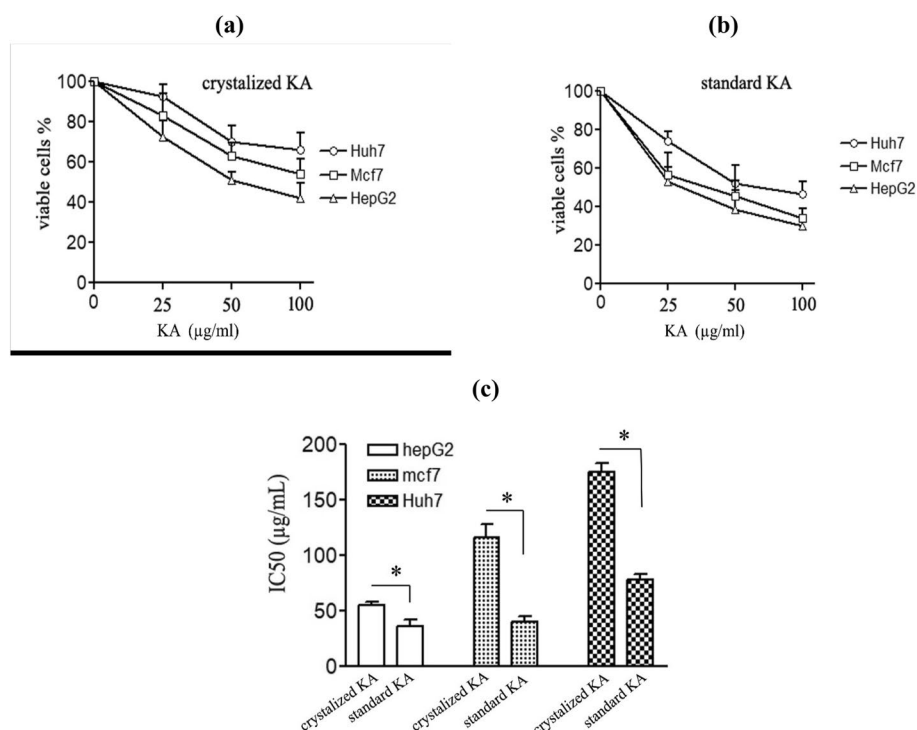 (a)
crystalized KA
100
80
60
40
20
0
viable cells %
Huh7
Mcf7
HepG2
0 25 50 100
KA (µg/ml)
(b)
standard KA
100
80
60
40
20
0
viable cells %
Huh7
Mcf7
HepG2
0 25 50 100
KA (µg/ml)
(c)
200
150
100
50
0
IC50 (µg/mL)
hepG2
mcf7
Huh7
* * *
crystalized KA
standard KA
crystalized KA
standard KA
crystalized KA
standard KA